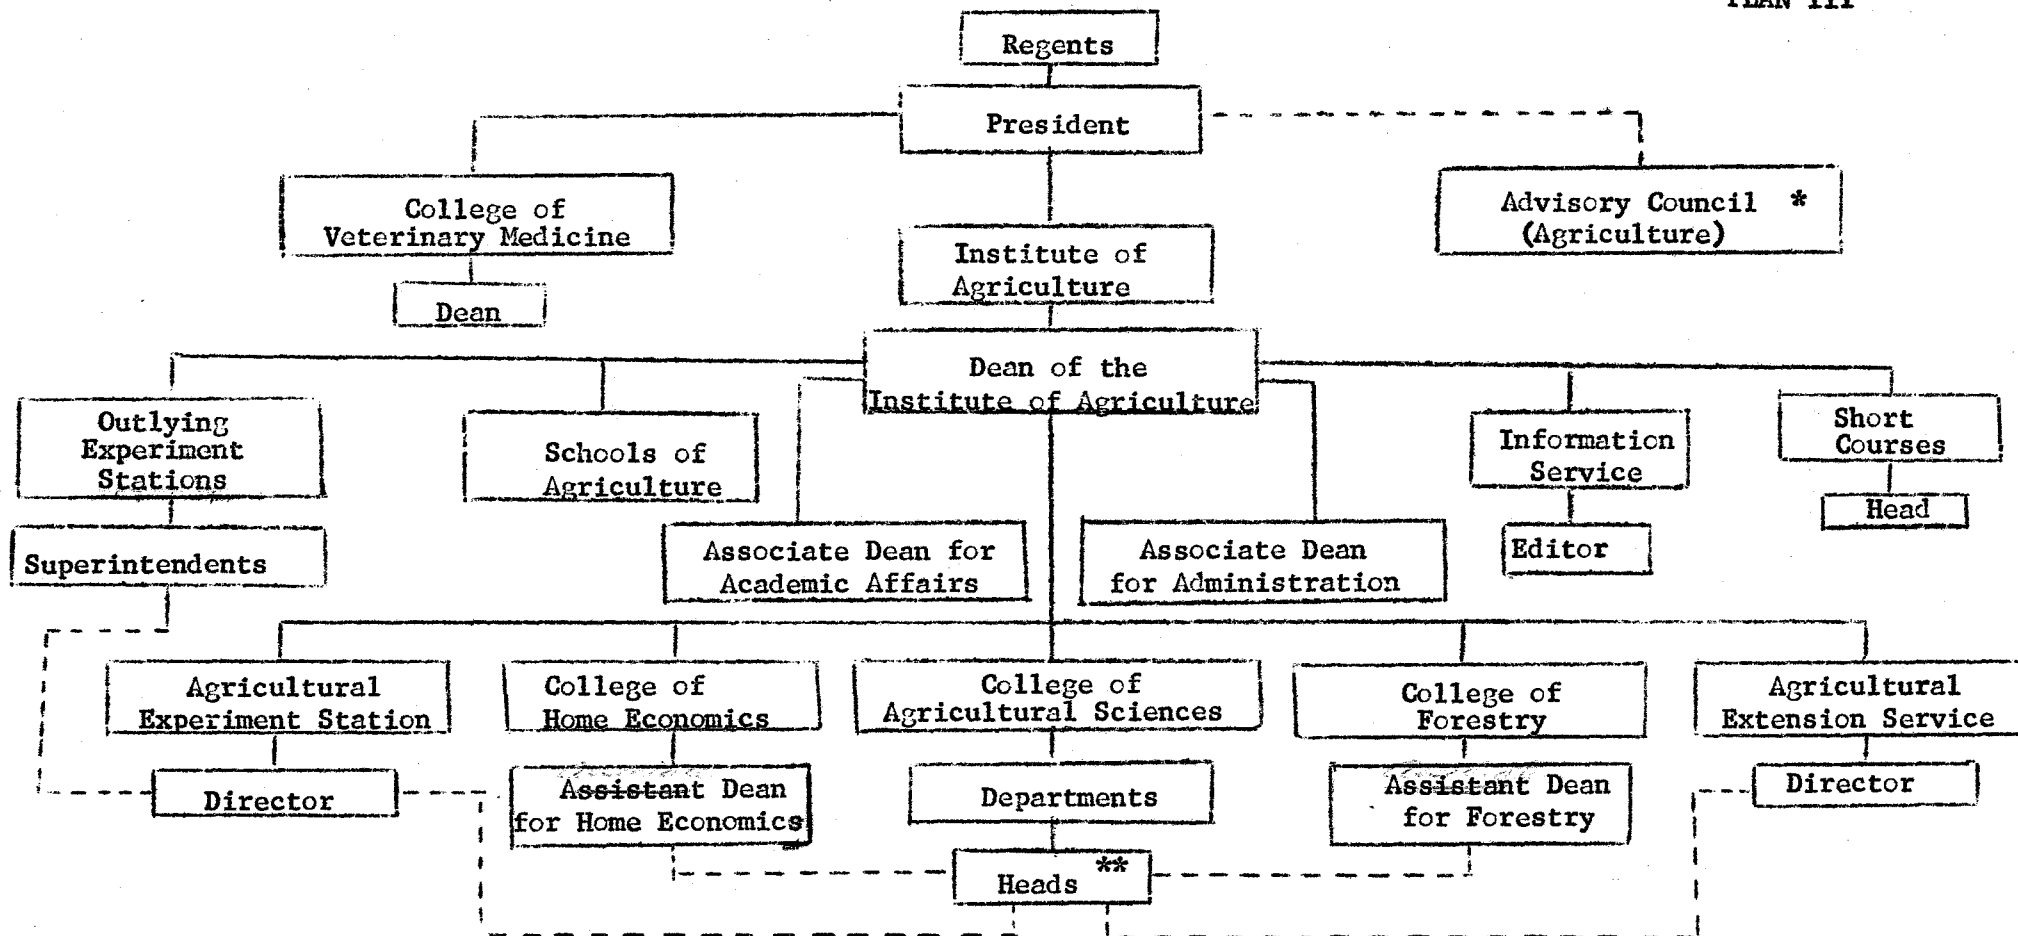 PLAN III
Regents
President
College of
Veterinary Medicine
Advisory Council *
(Agriculture)
Institute of
Agriculture
Dean
Dean of the
Institute of Agriculture
Outlying
Experiment
Stations
Schools of
Agriculture
Information
Service
Short
Courses
Head
Superintendents
Associate Dean for
Academic Affairs
Associate Dean
for Administration
Editor
Agricultural
Experiment Station
College of
Home Economics
College of
Agricultural Sciences
College of
Forestry
Agricultural
Extension Service
Director
Assistant Dean
for Home Economics
Departments
Assistant Dean
for Forestry
Director
Heads **